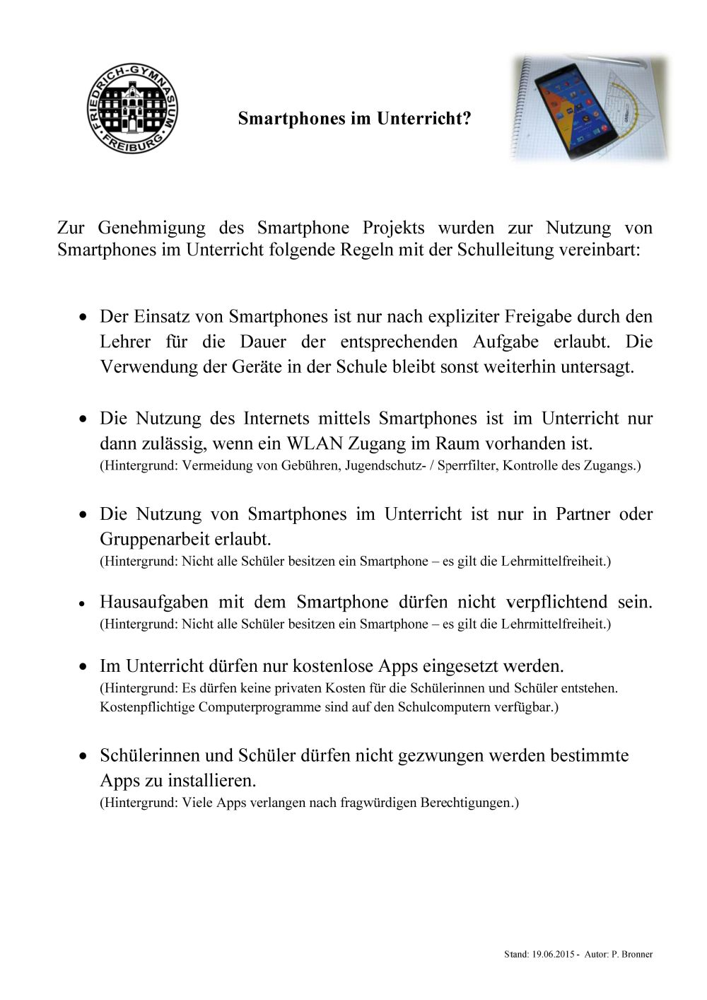 FRIEDRICH-GYMNASIUM
FREIBURG
Smartphones im Unterricht?
Zur Genehmigung des Smartphone Projekts wurden zur Nutzung von
Smartphones im Unterricht folgende Regeln mit der Schulleitung vereinbart:
• Der Einsatz von Smartphones ist nur nach expliziter Freigabe durch den
Lehrer für die Dauer der entsprechenden Aufgabe erlaubt. Die
Verwendung der Geräte in der Schule bleibt sonst weiterhin untersagt.
• Die Nutzung des Internets mittels Smartphones ist im Unterricht nur
dann zulässig, wenn ein WLAN Zugang im Raum vorhanden ist.
(Hintergrund: Vermeidung von Gebühren, Jugendschutz- / Sperrfilter, Kontrolle des Zugangs.)
• Die Nutzung von Smartphones im Unterricht ist nur in Partner oder
Gruppenarbeit erlaubt.
(Hintergrund: Nicht alle Schüler besitzen ein Smartphone – es gilt die Lehrmittelfreiheit.)
• Hausaufgaben mit dem Smartphone dürfen nicht verpflichtend sein.
(Hintergrund: Nicht alle Schüler besitzen ein Smartphone – es gilt die Lehrmittelfreiheit.)
• Im Unterricht dürfen nur kostenlose Apps eingesetzt werden.
(Hintergrund: Es dürfen keine privaten Kosten für die Schülerinnen und Schüler entstehen.
Kostenpflichtige Computerprogramme sind auf den Schulcomputern verfügbar.)
• Schülerinnen und Schüler dürfen nicht gezwungen werden bestimmte
Apps zu installieren.
(Hintergrund: Viele Apps verlangen nach fragwürdigen Berechtigungen.)
Stand: 19.06.2015 - Autor: P. Bronner